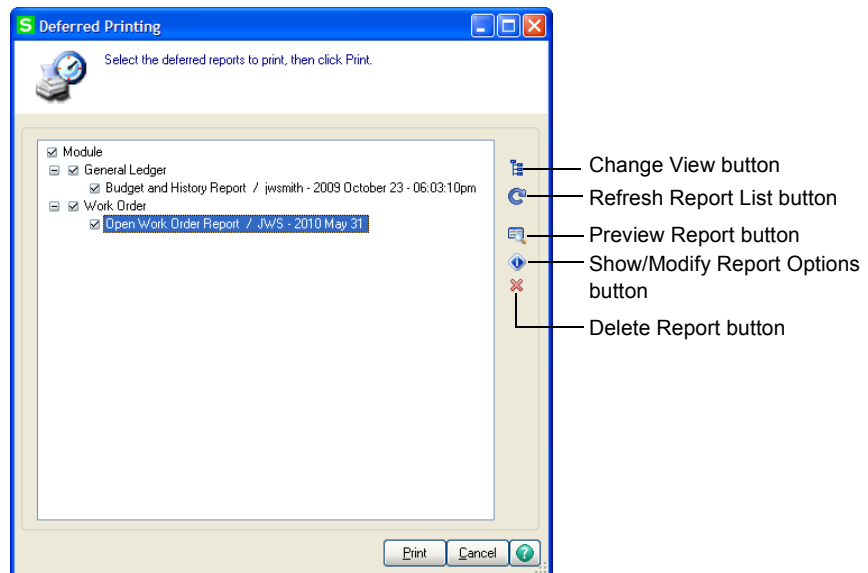 S Deferred Printing
Select the deferred reports to print, then click Print.
Module
General Ledger
Budget and History Report / jwsmith - 2009 October 23 - 06:03:10pm
Work Order
Open Work Order Report / JWS - 2010 May 31
Change View button
Refresh Report List button
Preview Report button
Show/Modify Report Options
button
Delete Report button
Print Cancel ?